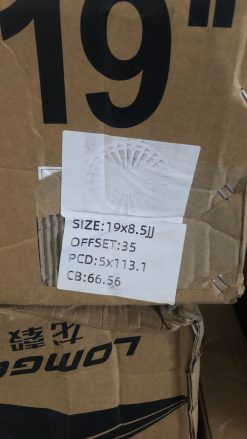 19"
SIZE:19x8.5JJ
OFFSET:35
PCD:5x113.1
CB:66.56
LOMGO